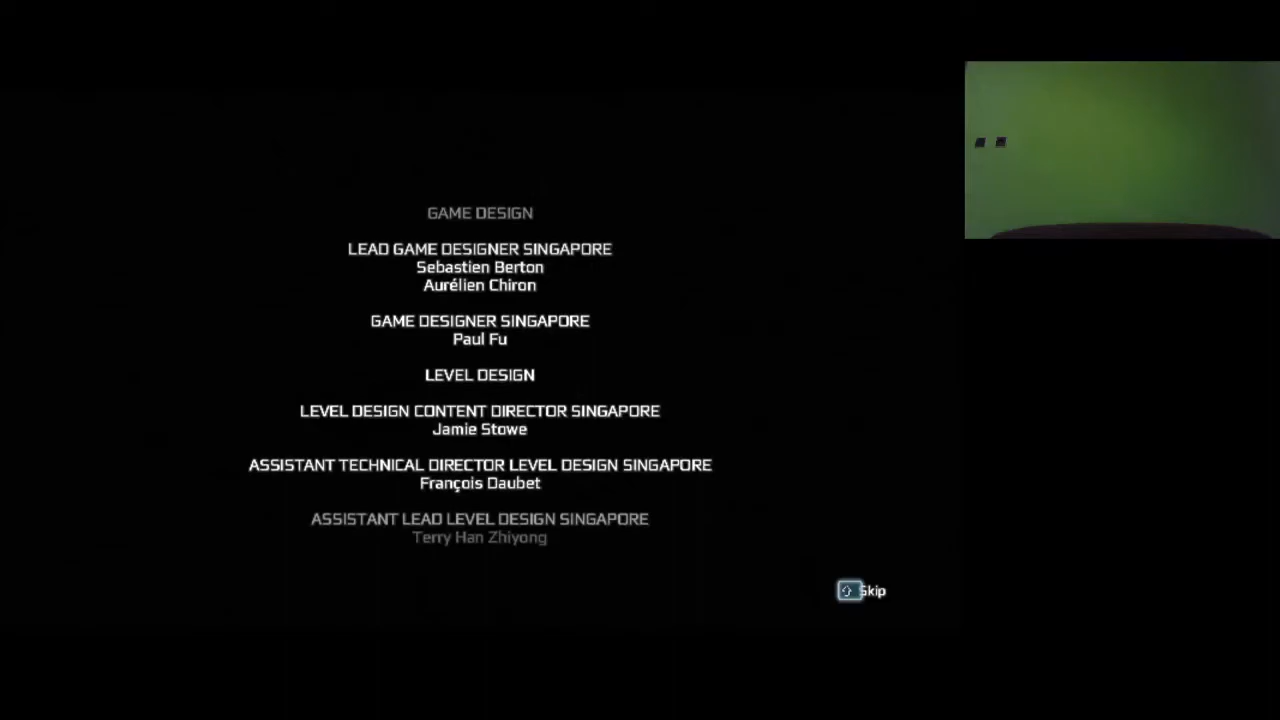 GAME DESIGN
LEAD GAME DESIGNER SINGAPORE
Sebastien Berton
Aurélien Chiron
GAME DESIGNER SINGAPORE
Paul Fu
LEVEL DESIGN
LEVEL DESIGN CONTENT DIRECTOR SINGAPORE
Jamie Stowe
ASSISTANT TECHNICAL DIRECTOR LEVEL DESIGN SINGAPORE
François Daubet
ASSISTANT LEAD LEVEL DESIGN SINGAPORE
Terry Han Zhiyong
Skip